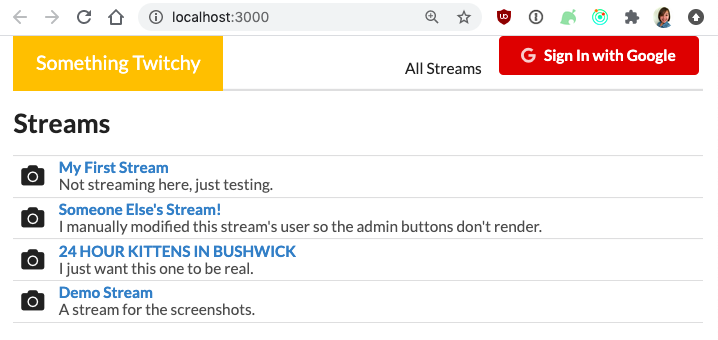 localhost:3000
Something Twitchy
All Streams
G Sign In with Google
Streams
My First Stream
Not streaming here, just testing.
Someone Else's Stream!
I manually modified this stream's user so the admin buttons don't render.
24 HOUR KITTENS IN BUSHWICK
I just want this one to be real.
Demo Stream
A stream for the screenshots.